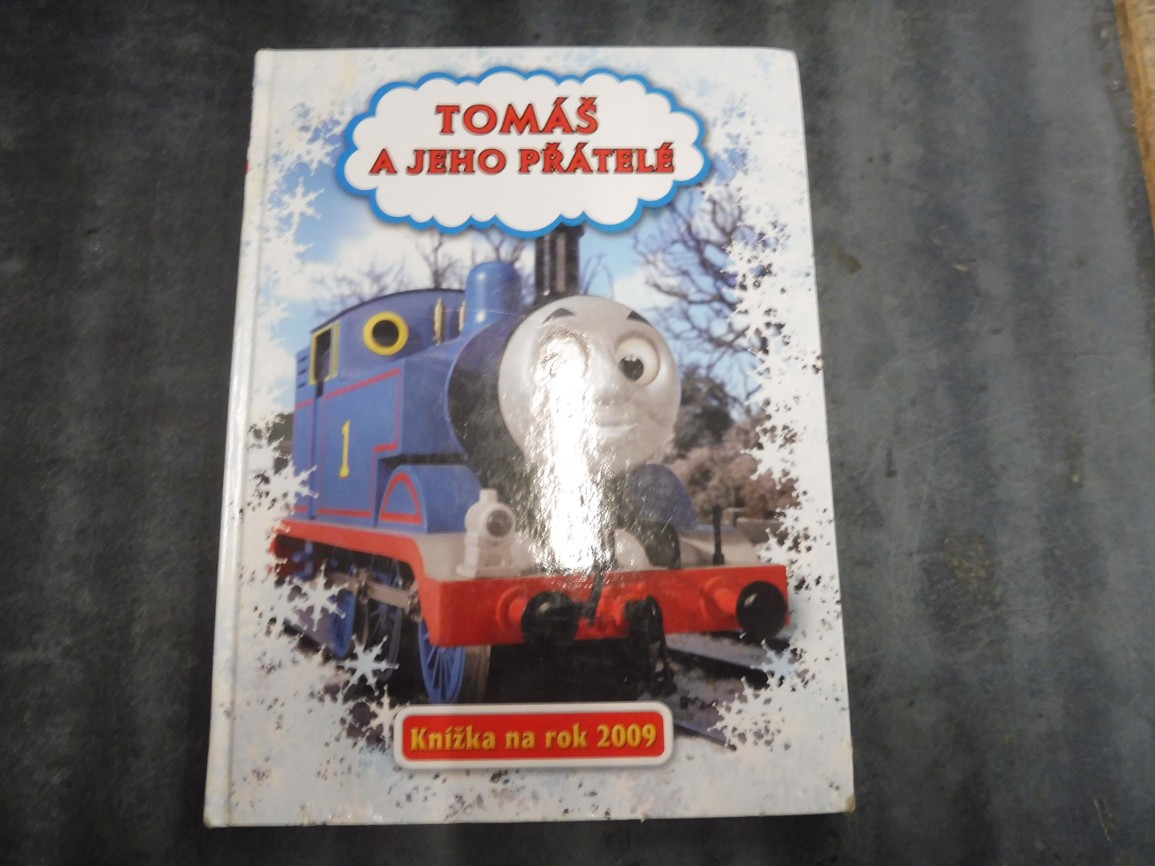 TOMÁŠ
A JEHO PŘÁTELÉ
1
Knížka na rok 2009